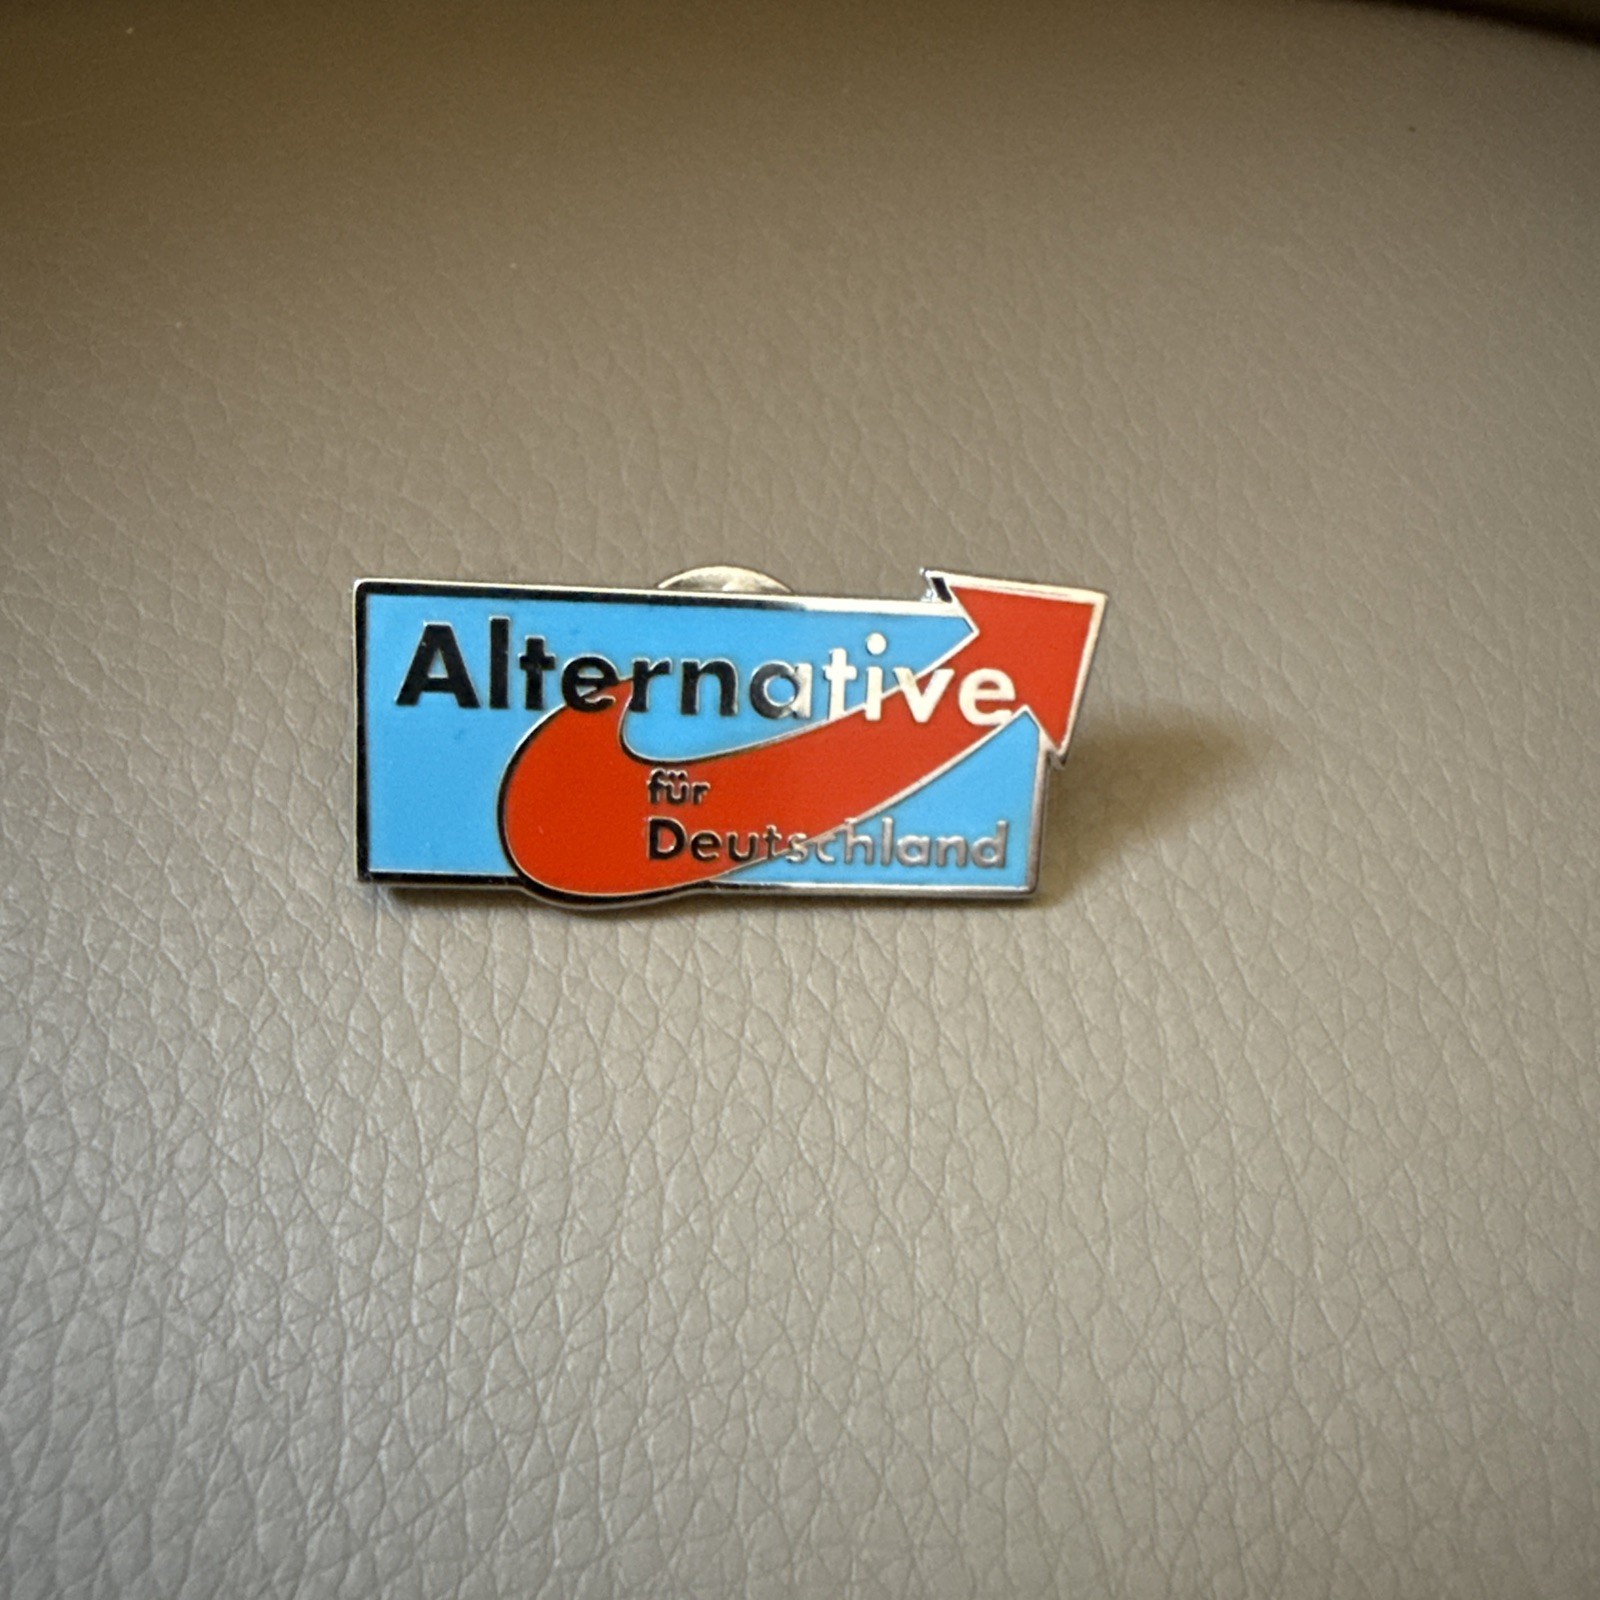 Alternative
für
Deutschland